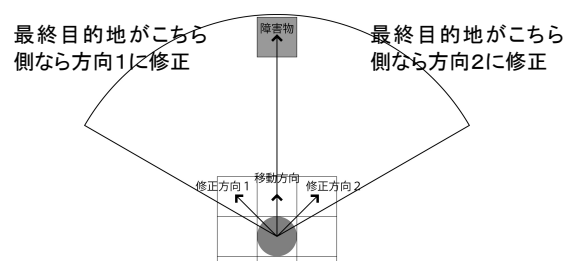 障害物
最終目的地がこちら
側なら方向1に修正
最終目的地がこちら
側なら方向2に修正
移動方向
修正方向1
修正方向2